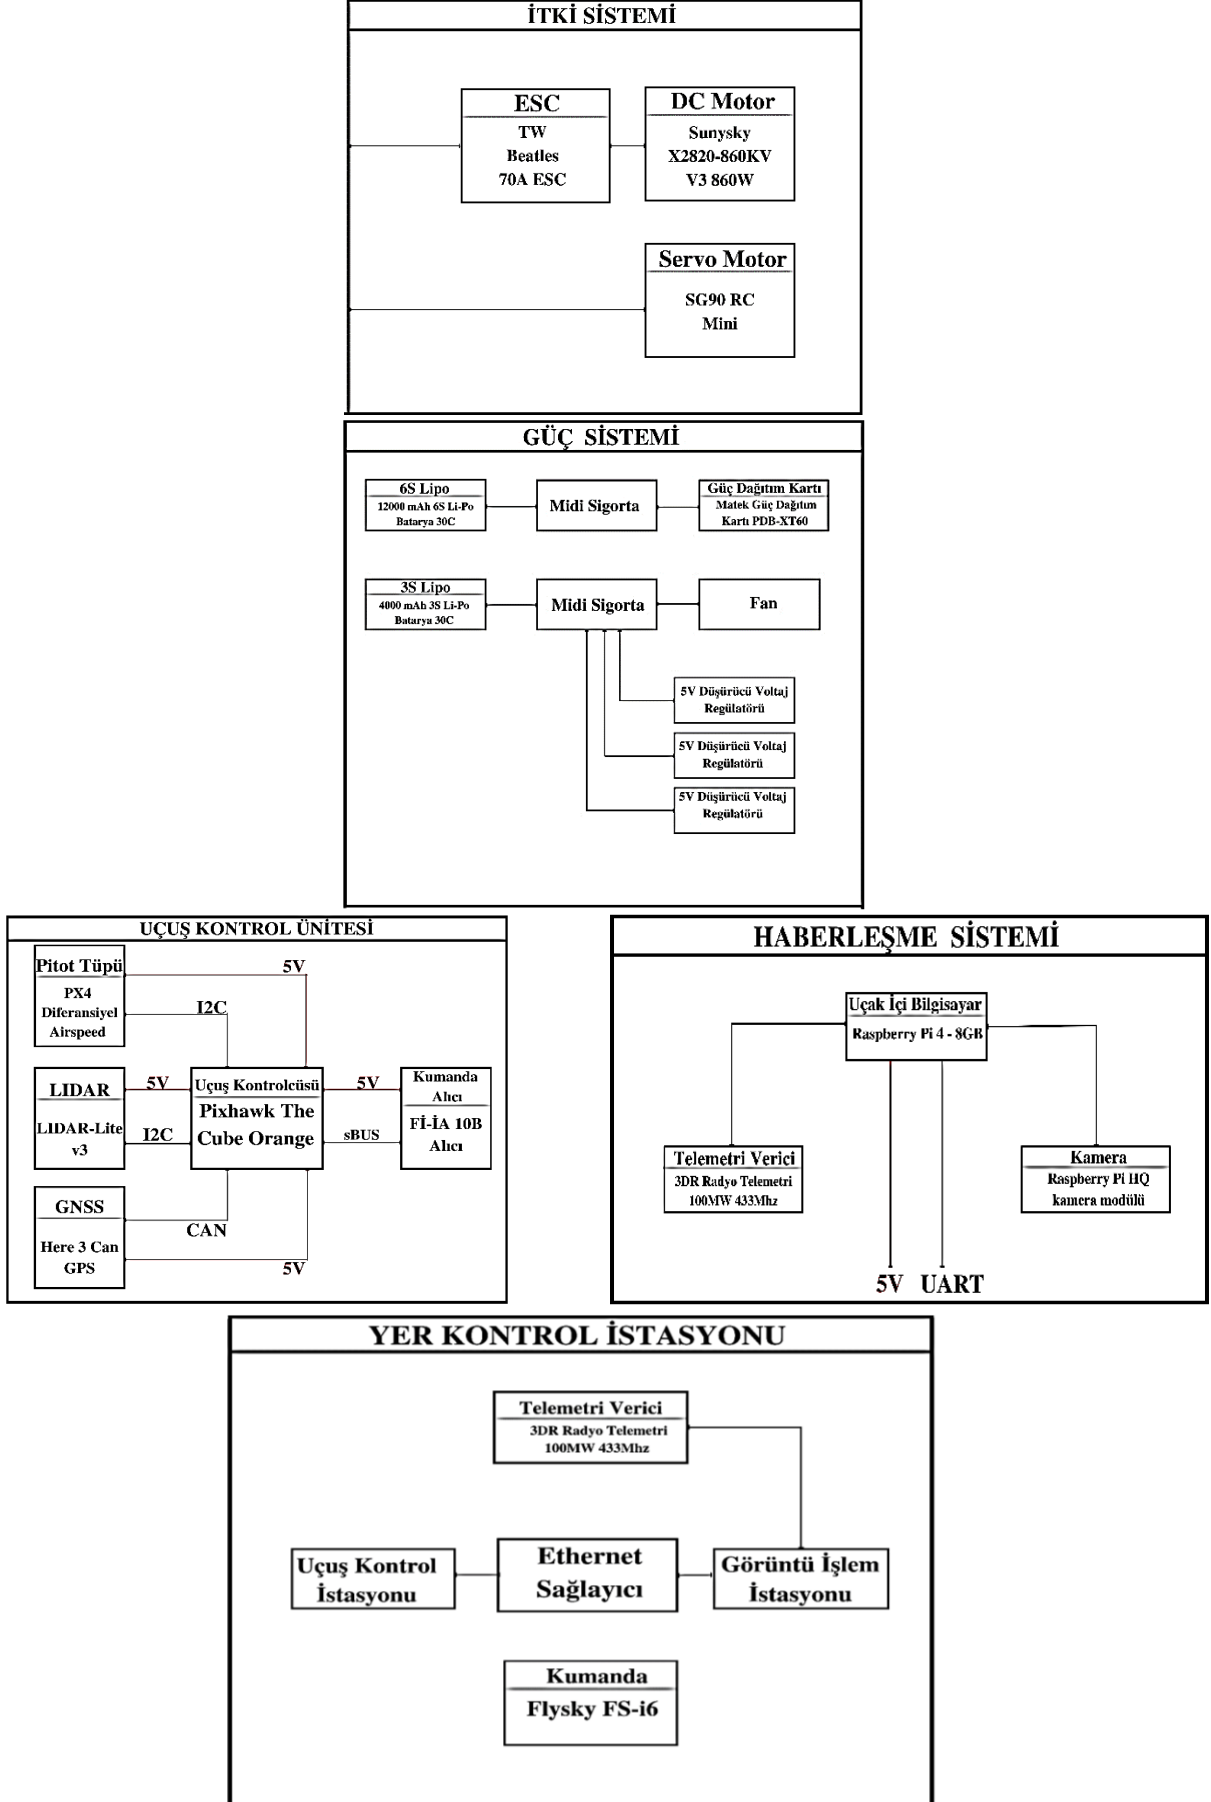 İTKİ SİSTEMİ
ESC
TW
Beatles
70A ESC
DC Motor
Sunysky
X2820-860KV
V3 860W
Servo Motor
SG90 RC
Mini
GÜÇ SİSTEMİ
6S Lipo
12000 mAh 6S Li-Po
Batarya 30C
Midi Sigorta
Güç Dağıtım Kartı
Matek Güç Dağıtım
Kartı PDB-XT60
3S Lipo
4000 mAh 3S Li-Po
Batarya 30C
Midi Sigorta
Fan
5V Düşürücü Voltaj
Regülatörü
5V Düşürücü Voltaj
Regülatörü
5V Düşürücü Voltaj
Regülatörü
UÇUŞ KONTROL ÜNİTESİ
Pitot Tüpü
PX4
Diferansiyel
Airspeed
5V
I2C
LIDAR
LIDAR-Lite
v3
5V
I2C
Uçuş Kontrolcüsü
Pixhawk The
Cube Orange
5V
sBUS
Kumanda
Alıcı
Fİ-İA 10B
Alıcı
GNSS
Here 3 Can
GPS
CAN
5V
HABERLEŞME SİSTEMİ
Uçak İçi Bilgisayar
Raspberry Pi 4 - 8GB
Telemetri Verici
3DR Radyo Telemetri
100MW 433Mhz
Kamera
Raspberry Pi HQ
kamera modülü
5V UART
YER KONTROL İSTASYONU
Telemetri Verici
3DR Radyo Telemetri
100MW 433Mhz
Uçuş Kontrol
İstasyonu
Ethernet
Sağlayıcı
Görüntü İşlem
İstasyonu
Kumanda
Flysky FS-i6